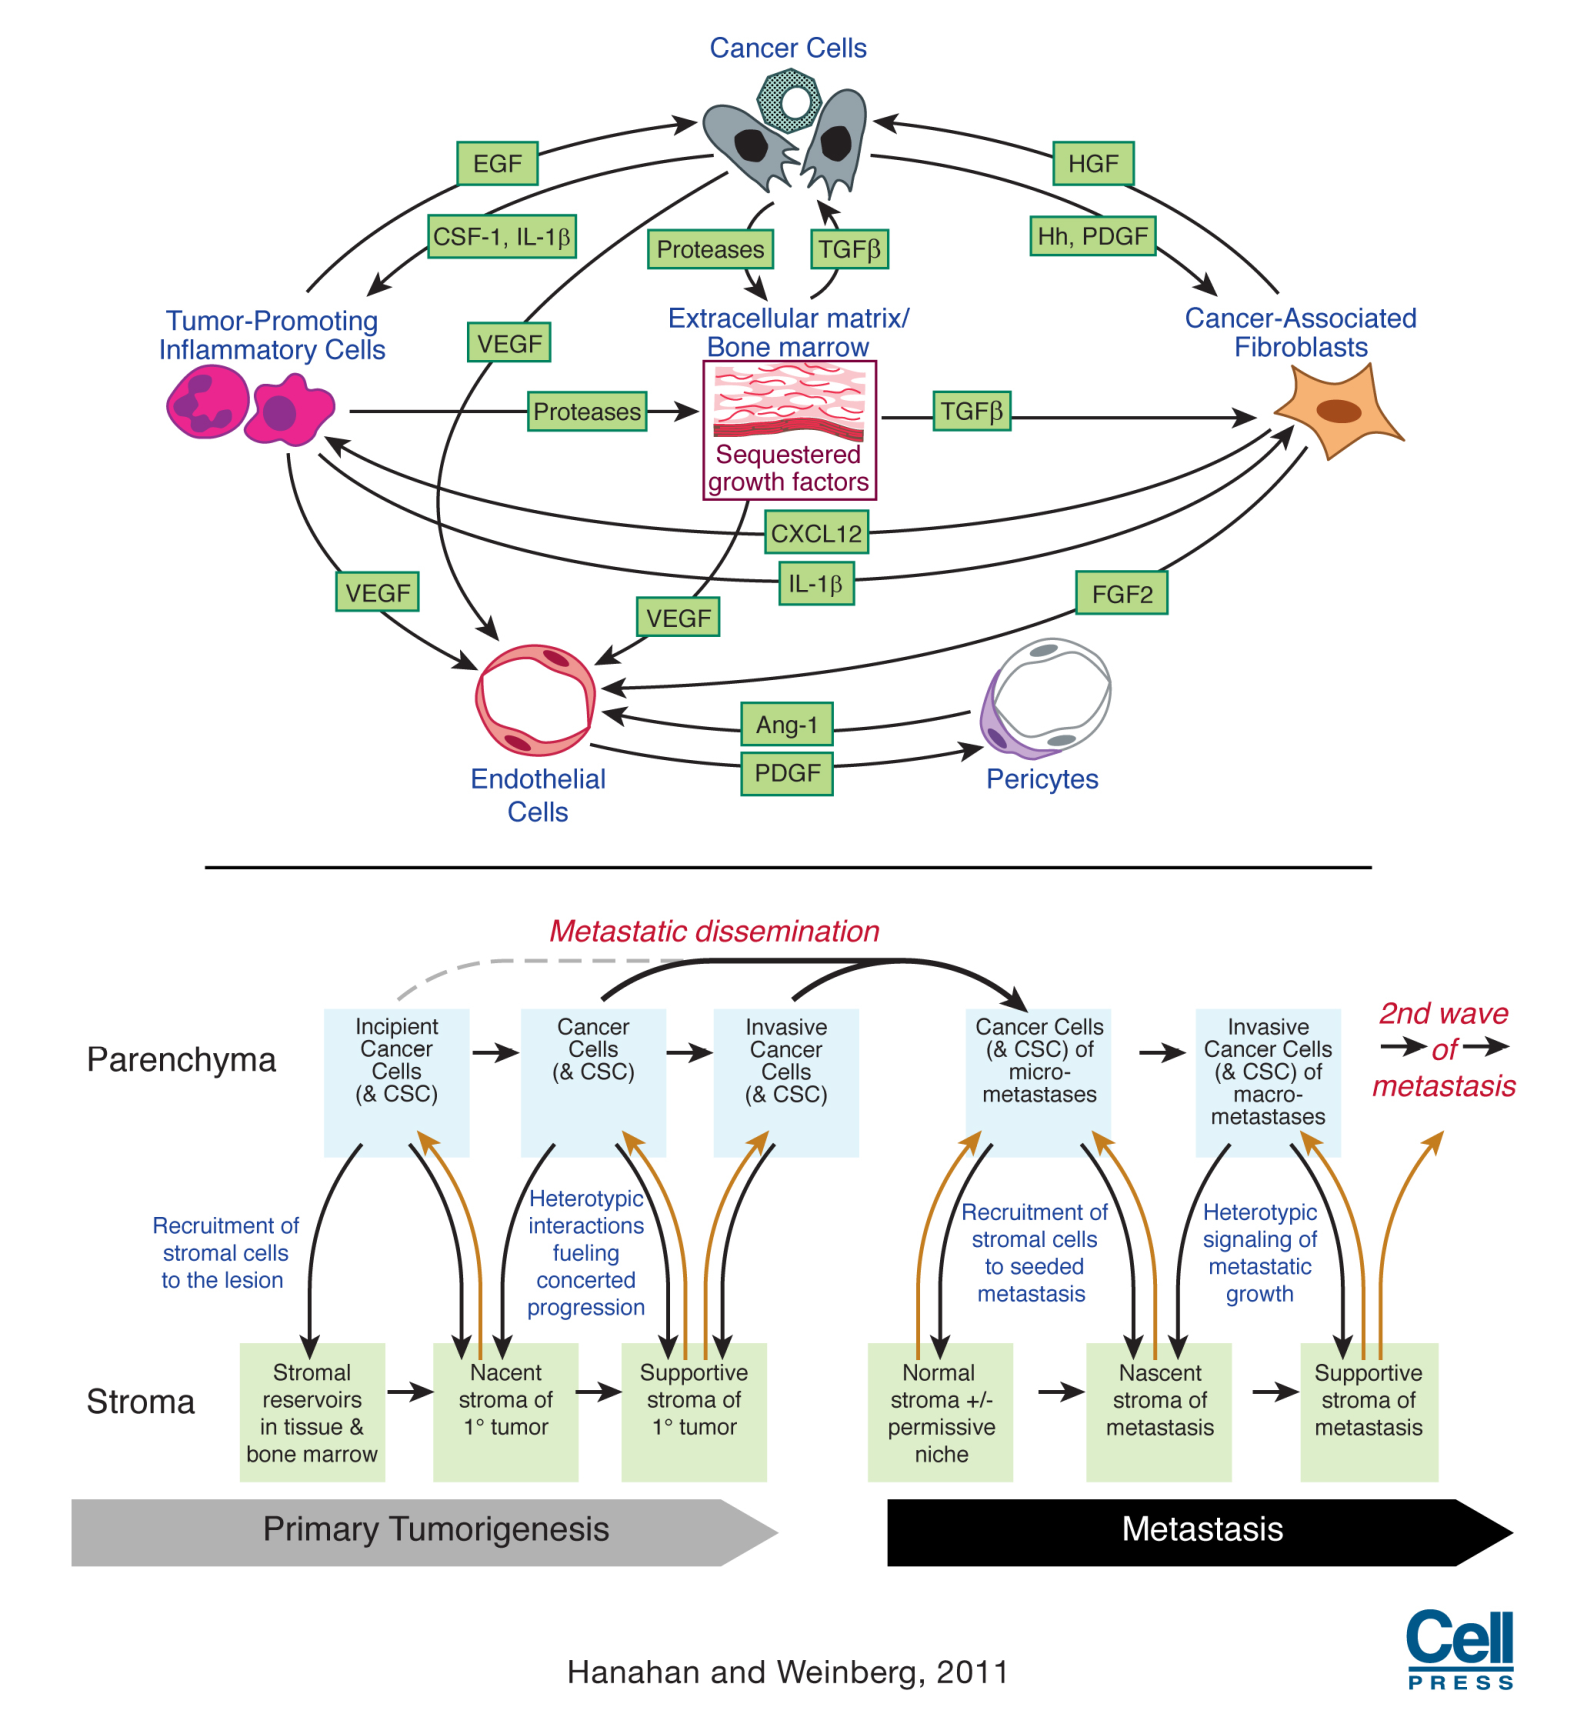 Cancer Cells
EGF
HGF
CSF-1, IL-1β
Hh, PDGF
Proteases
TGFβ
Tumor-Promoting
Inflammatory Cells
VEGF
Extracellular matrix/
Bone marrow
Cancer-Associated
Fibroblasts
Proteases
TGFβ
Sequestered
growth factors
CXCL12
IL-1β
VEGF
VEGF
FGF2
Ang-1
PDGF
Endothelial
Cells
Pericytes
Metastatic dissemination
Parenchyma
Incipient
Cancer
Cells
(& CSC)
Cancer
Cells
(& CSC)
Invasive
Cancer
Cells
(& CSC)
Cancer Cells
(& CSC) of
micro-
metastases
Invasive
Cancer Cells
(& CSC) of
macro-
metastases
2nd wave
of
metastasis
Recruitment of
stromal cells
to the lesion
Heterotypic
interactions
fueling
concerted
progression
Recruitment of
stromal cells
to seeded
metastasis
Heterotypic
signaling of
metastatic
growth
Stroma
Stromal
reservoirs
in tissue &
bone marrow
Nacent
stroma of
1° tumor
Supportive
stroma of
1° tumor
Normal
stroma +/-
permissive
niche
Nascent
stroma of
metastasis
Supportive
stroma of
metastasis
Primary Tumorigenesis
Metastasis
Hanahan and Weinberg, 2011
Cell
PRESS